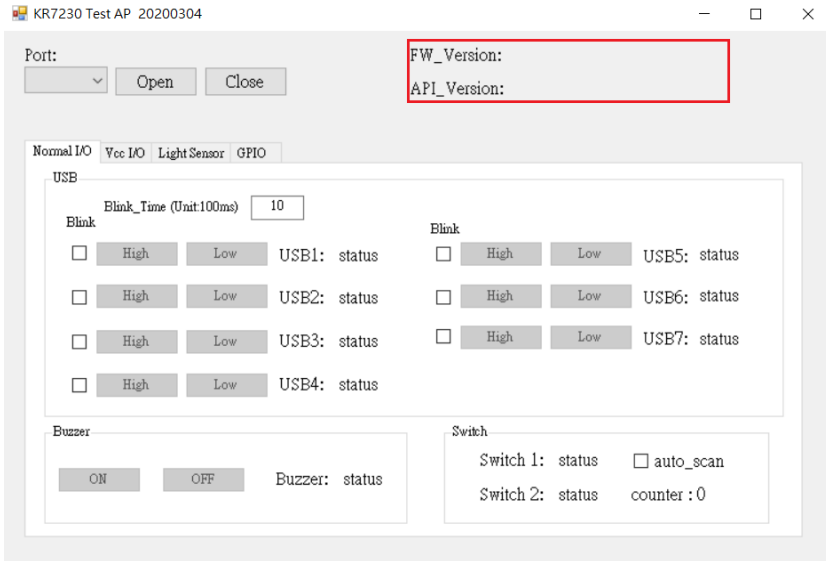 KR7230 Test AP 20200304
Port:
Open Close
FW_Version:
API_Version:
Normal I/O Vcc I/O Light Sensor GPIO
USB
Blink_Time (Unit:100ms) 10
Blink
High Low USB1: status
High Low USB2: status
High Low USB3: status
High Low USB4: status
Blink
High Low USB5: status
High Low USB6: status
High Low USB7: status
Buzzer
ON OFF Buzzer: status
Switch
Switch 1: status auto_scan
Switch 2: status counter : 0